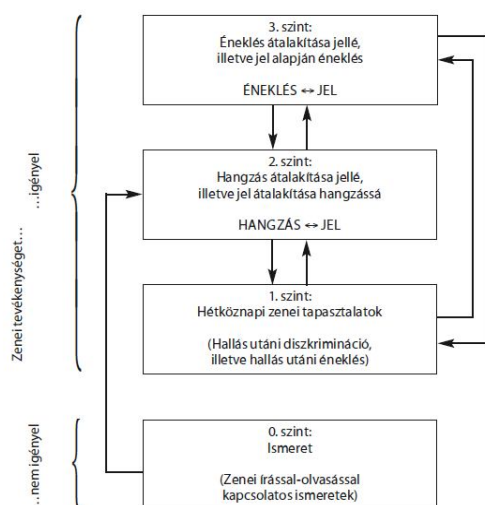 3. szint:
Éneklés átalakítása jellé,
illetve jel alapján éneklés
ÉNEKLÉS ↔ JEL
2. szint:
Hangzás átalakítása jellé,
illetve jel átalakítása hangzássá
HANGZÁS ↔ JEL
1. szint:
Hétköznapi zenei tapasztalatok
(Hallás utáni diszkrimináció,
illetve hallás utáni éneklés)
0. szint:
Ismeret
(Zenei írással-olvasással
kapcsolatos ismeretek)
Zenei tevékenységet…
…igényel
…nem igényel